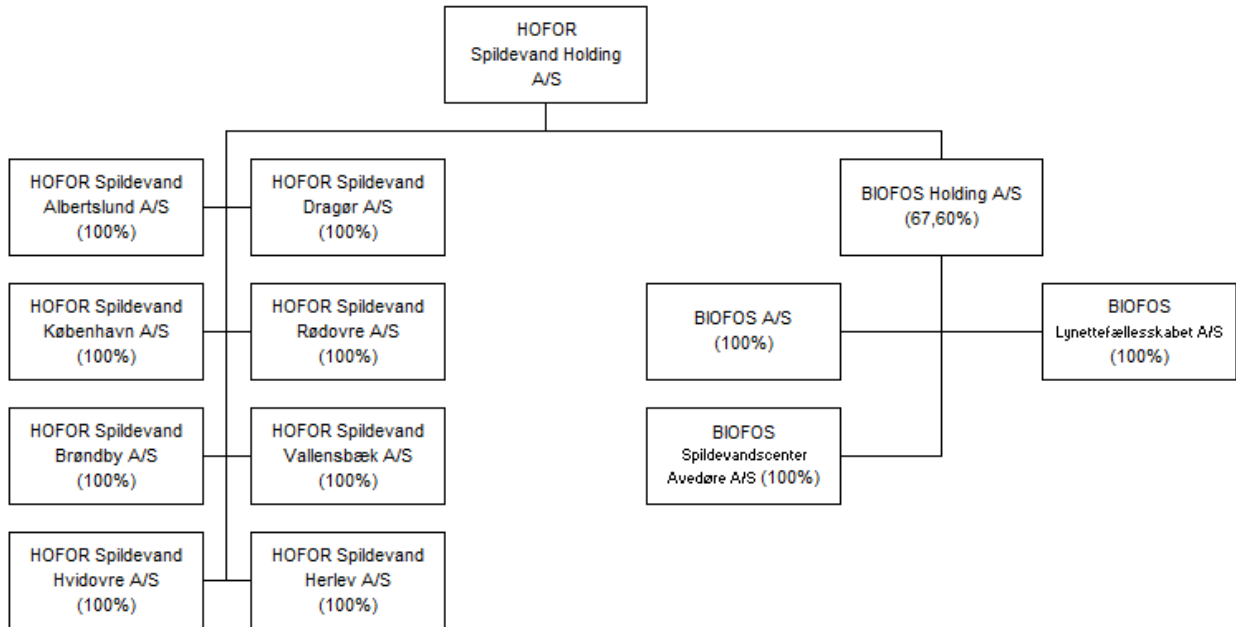 HOFOR
Spildevand Holding
A/S
HOFOR Spildevand
Albertslund A/S
(100%)
HOFOR Spildevand
Dragør A/S
(100%)
BIOFOS Holding A/S
(67,60%)
HOFOR Spildevand
København A/S
(100%)
HOFOR Spildevand
Rødovre A/S
(100%)
BIOFOS A/S
(100%)
BIOFOS
Lynettefællesskabet A/S
(100%)
HOFOR Spildevand
Brøndby A/S
(100%)
HOFOR Spildevand
Vallensbæk A/S
(100%)
BIOFOS
Spildevandscenter
Avedøre A/S (100%)
HOFOR Spildevand
Hvidovre A/S
(100%)
HOFOR Spildevand
Herlev A/S
(100%)